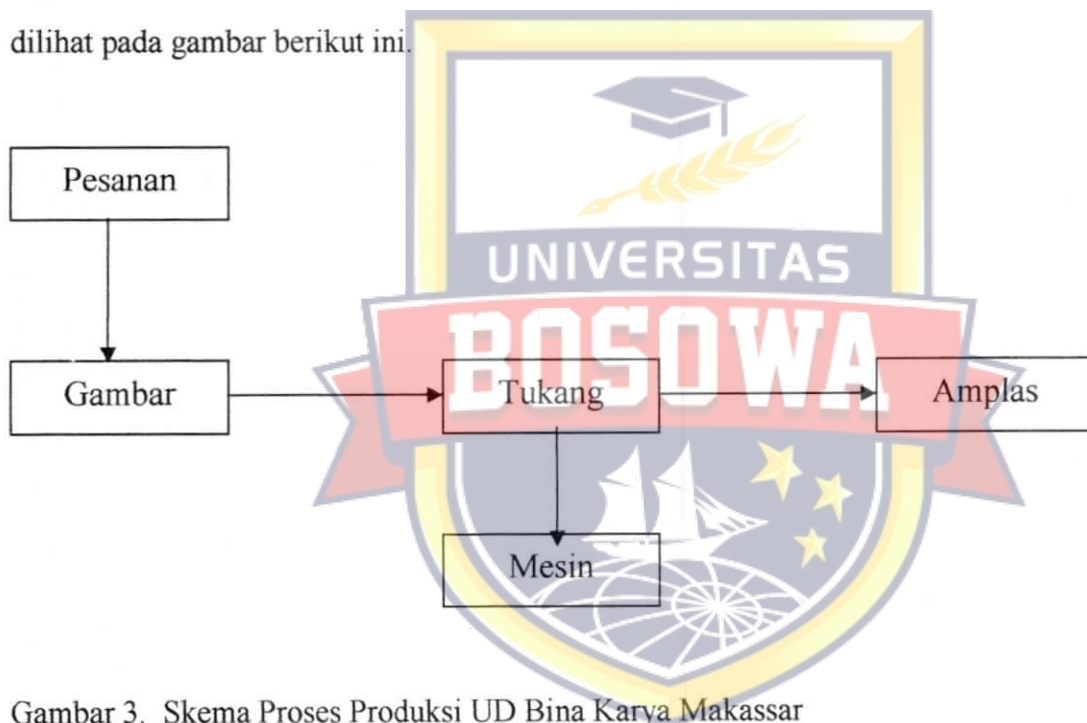 dilihat pada gambar berikut ini.
Pesanan
UNIVERSITAS
BOSOWA
Gambar
Tukang
Amplas
Mesin
Gambar 3. Skema Proses Produksi UD Bina Karya Makassar